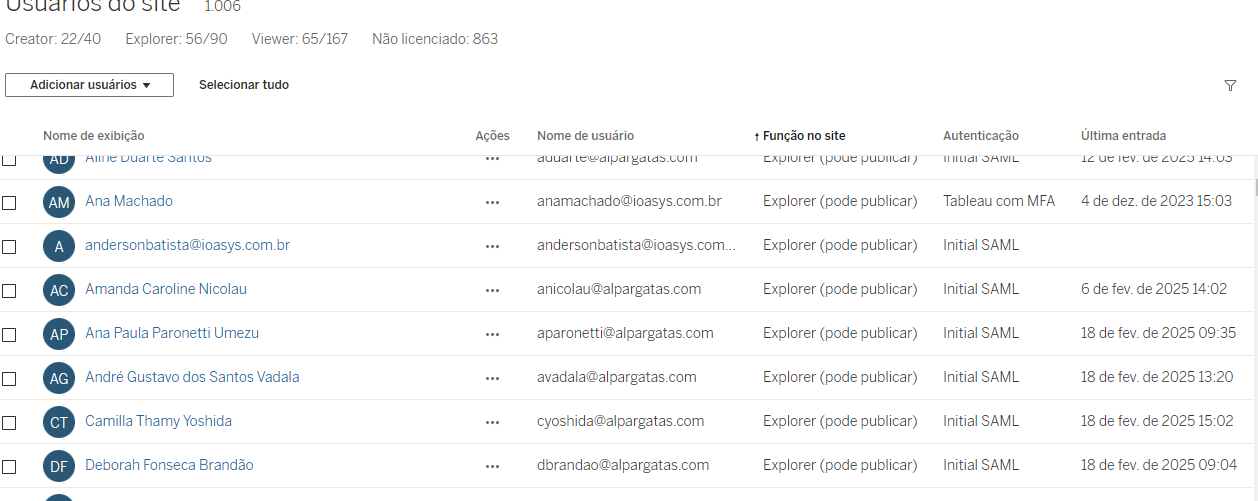 Usuários do site 1.006
Creator: 22/40 Explorer: 56/90 Viewer: 65/167 Não licenciado: 863
Adicionar usuários ▼ Selecionar tudo
Nome de exibição Ações Nome de usuário ↑ Função no site Autenticação Última entrada
AD Aline Duarte Santos ••• aduarte@alpargatas.com Explorer (pode publicar) Initial SAML 12 de fev. de 2025 14:03
AM Ana Machado ••• anamachado@ioasys.com.br Explorer (pode publicar) Tableau com MFA 4 de dez. de 2023 15:03
A andersonbatista@ioasys.com.br ••• andersonbatista@ioasys.com... Explorer (pode publicar) Initial SAML
AC Amanda Caroline Nicolau ••• anicolau@alpargatas.com Explorer (pode publicar) Initial SAML 6 de fev. de 2025 14:02
AP Ana Paula Paronetti Umezu ••• aparonetti@alpargatas.com Explorer (pode publicar) Initial SAML 18 de fev. de 2025 09:35
AG André Gustavo dos Santos Vadala ••• avadala@alpargatas.com Explorer (pode publicar) Initial SAML 18 de fev. de 2025 13:20
CT Camilla Thamy Yoshida ••• cyoshida@alpargatas.com Explorer (pode publicar) Initial SAML 18 de fev. de 2025 15:02
DF Deborah Fonseca Brandão ••• dbrandao@alpargatas.com Explorer (pode publicar) Initial SAML 18 de fev. de 2025 09:04